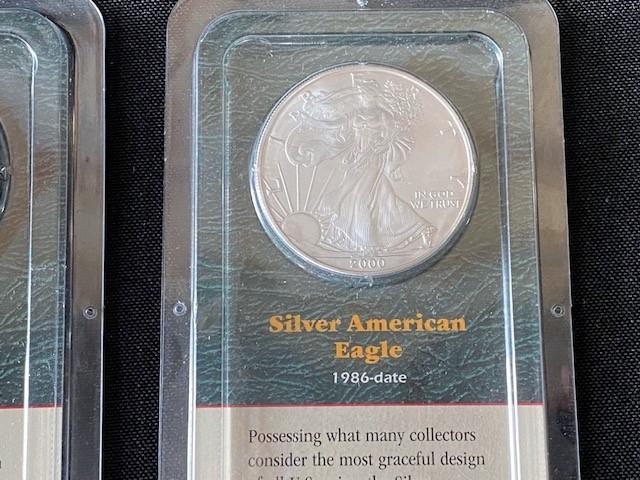 IN GOD
WE TRUST
2000
Silver American
Eagle
1986-date
Possessing what many collectors
consider the most graceful design